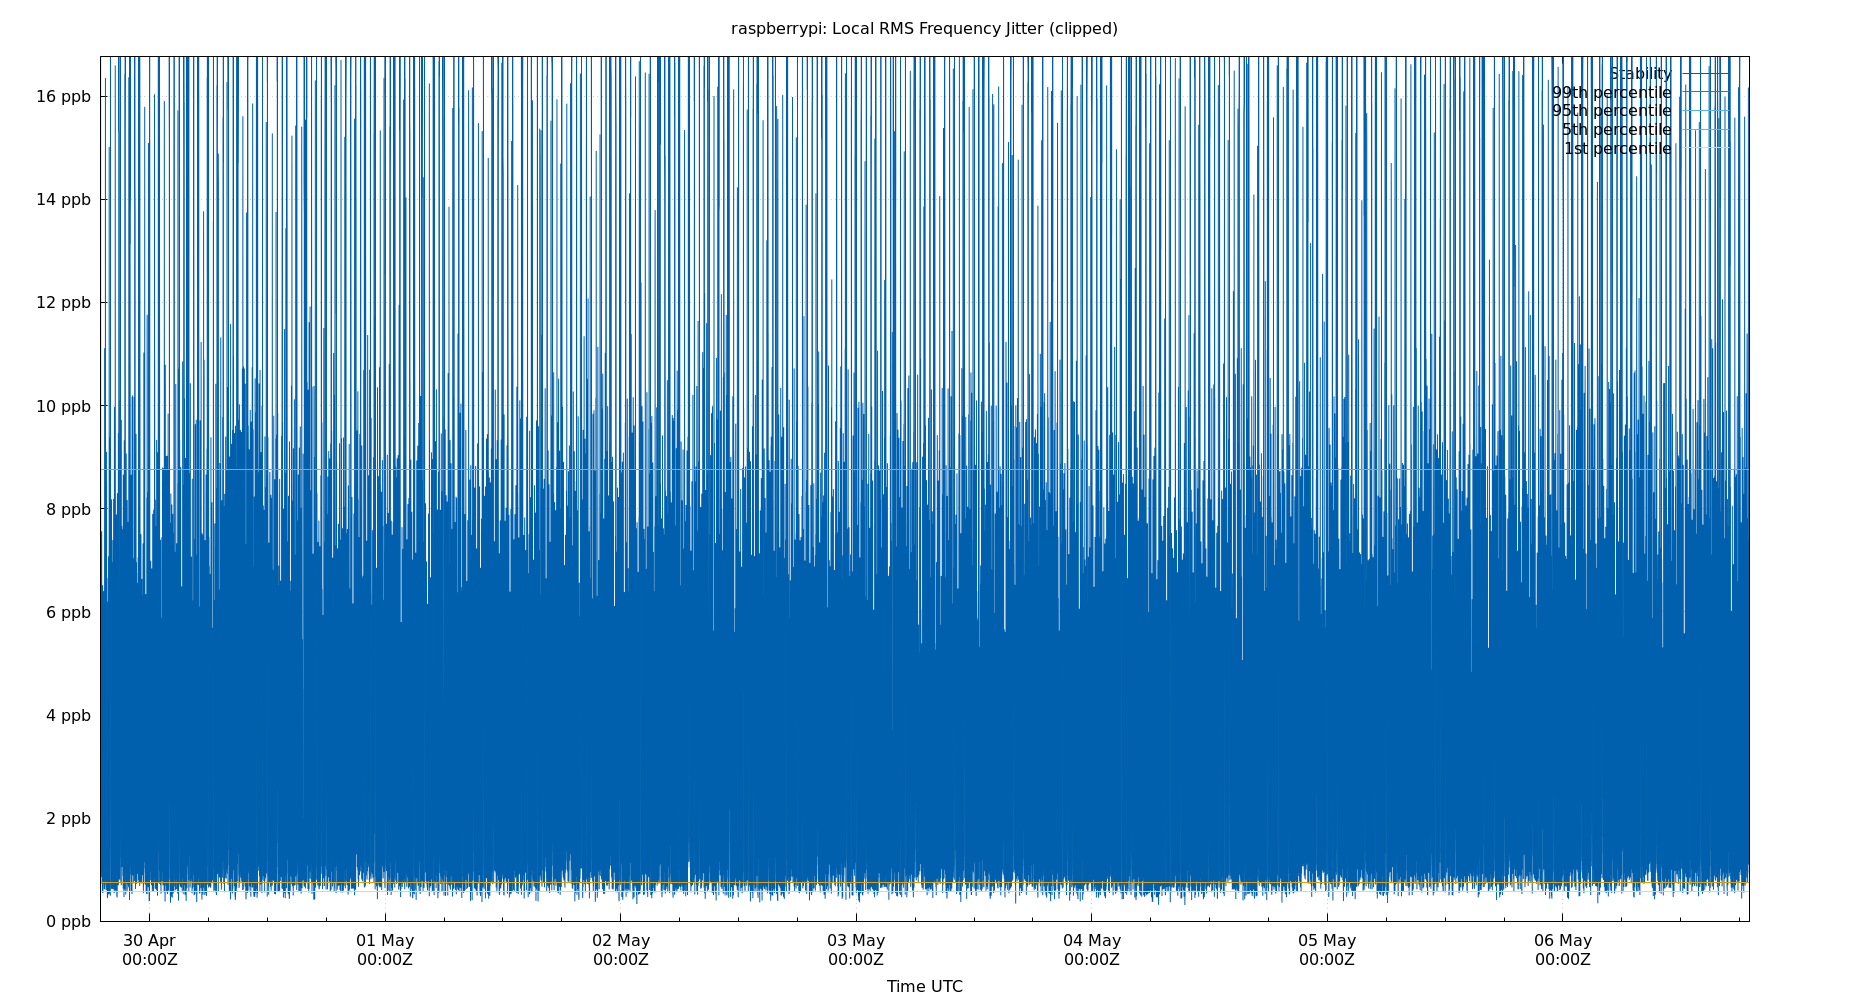 raspberrypi: Local RMS Frequency Jitter (clipped)
16 ppb
14 ppb
12 ppb
10 ppb
8 ppb
6 ppb
4 ppb
2 ppb
0 ppb
Stability
99th percentile
95th percentile
5th percentile
1st percentile
30 Apr
00:00Z
01 May
00:00Z
02 May
00:00Z
03 May
00:00Z
04 May
00:00Z
05 May
00:00Z
06 May
00:00Z
Time UTC